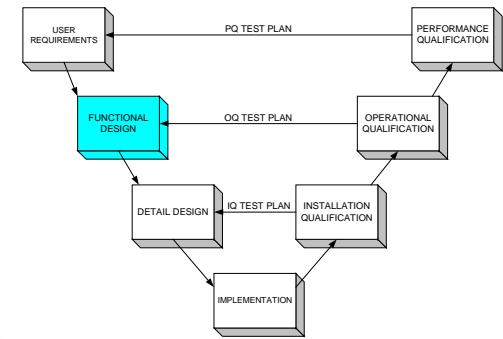 USER
REQUIREMENTS
PQ TEST PLAN
PERFORMANCE
QUALIFICATION
FUNCTIONAL
DESIGN
OQ TEST PLAN
OPERATIONAL
QUALIFICATION
DETAIL DESIGN
IQ TEST PLAN
INSTALLATION
QUALIFICATION
IMPLEMENTATION